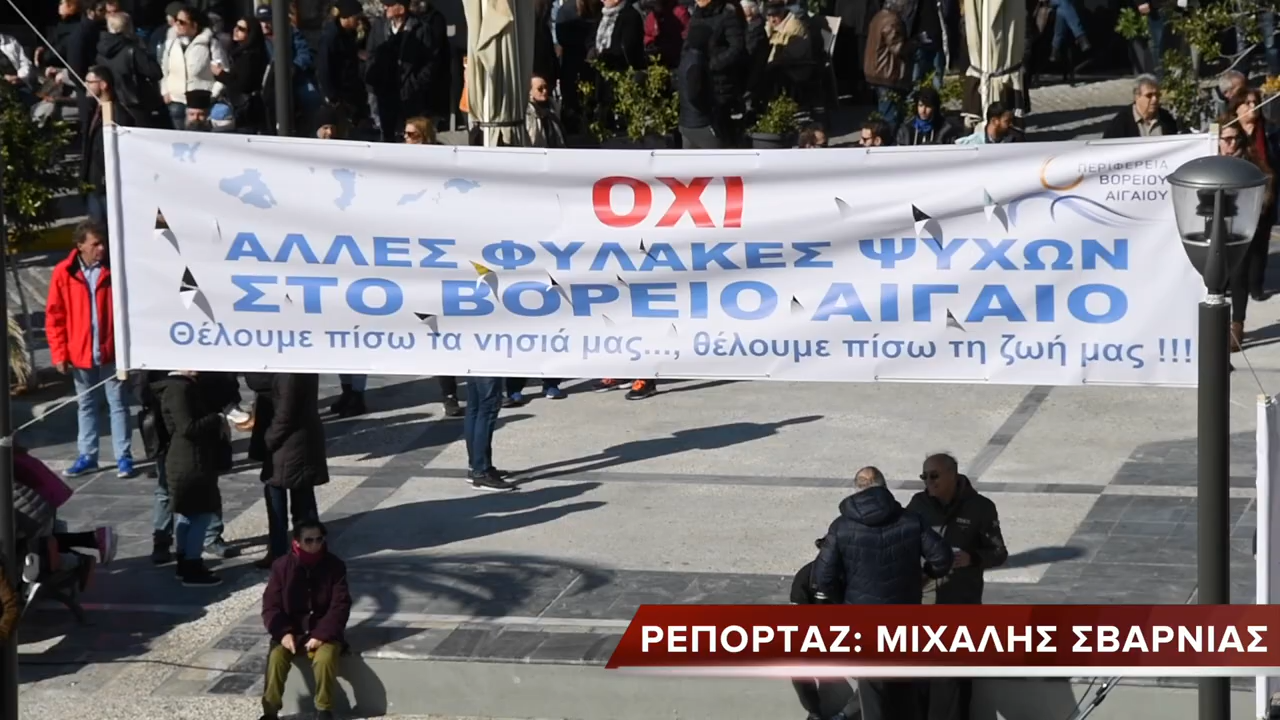 ΟΧΙ
ΠΕΡΙΦΕΡΕΙΑ
ΒΟΡΕΙΟΥ
ΑΙΓΑΙΟΥ
ΑΛΛΕΣ ΦΥΛΑΚΕΣ ΨΥΧΩΝ
ΣΤΟ ΒΟΡΕΙΟ ΑΙΓΑΙΟ
Θέλουμε πίσω τα νησιά μας..., θέλουμε πίσω τη ζωή μας !!!
ΡΕΠΟΡΤΑΖ: ΜΙΧΑΛΗΣ ΣΒΑΡΝΙΑΣ